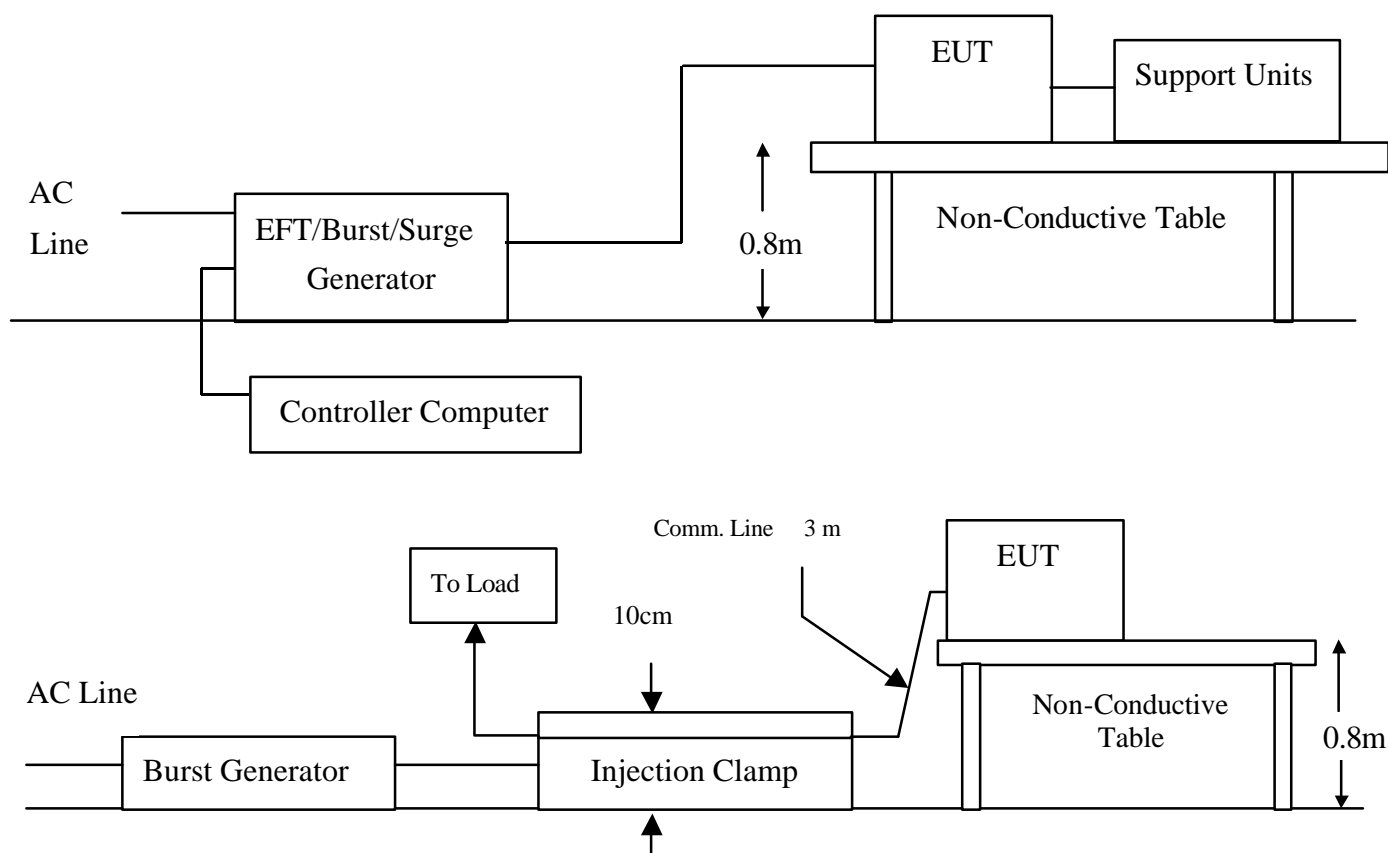 EUT
Support Units
AC
Line
EFT/Burst/Surge
Generator
0.8m
Non-Conductive Table
Controller Computer
Comm. Line 3 m
EUT
To Load
10cm
AC Line
Non-Conductive
Table
0.8m
Burst Generator
Injection Clamp